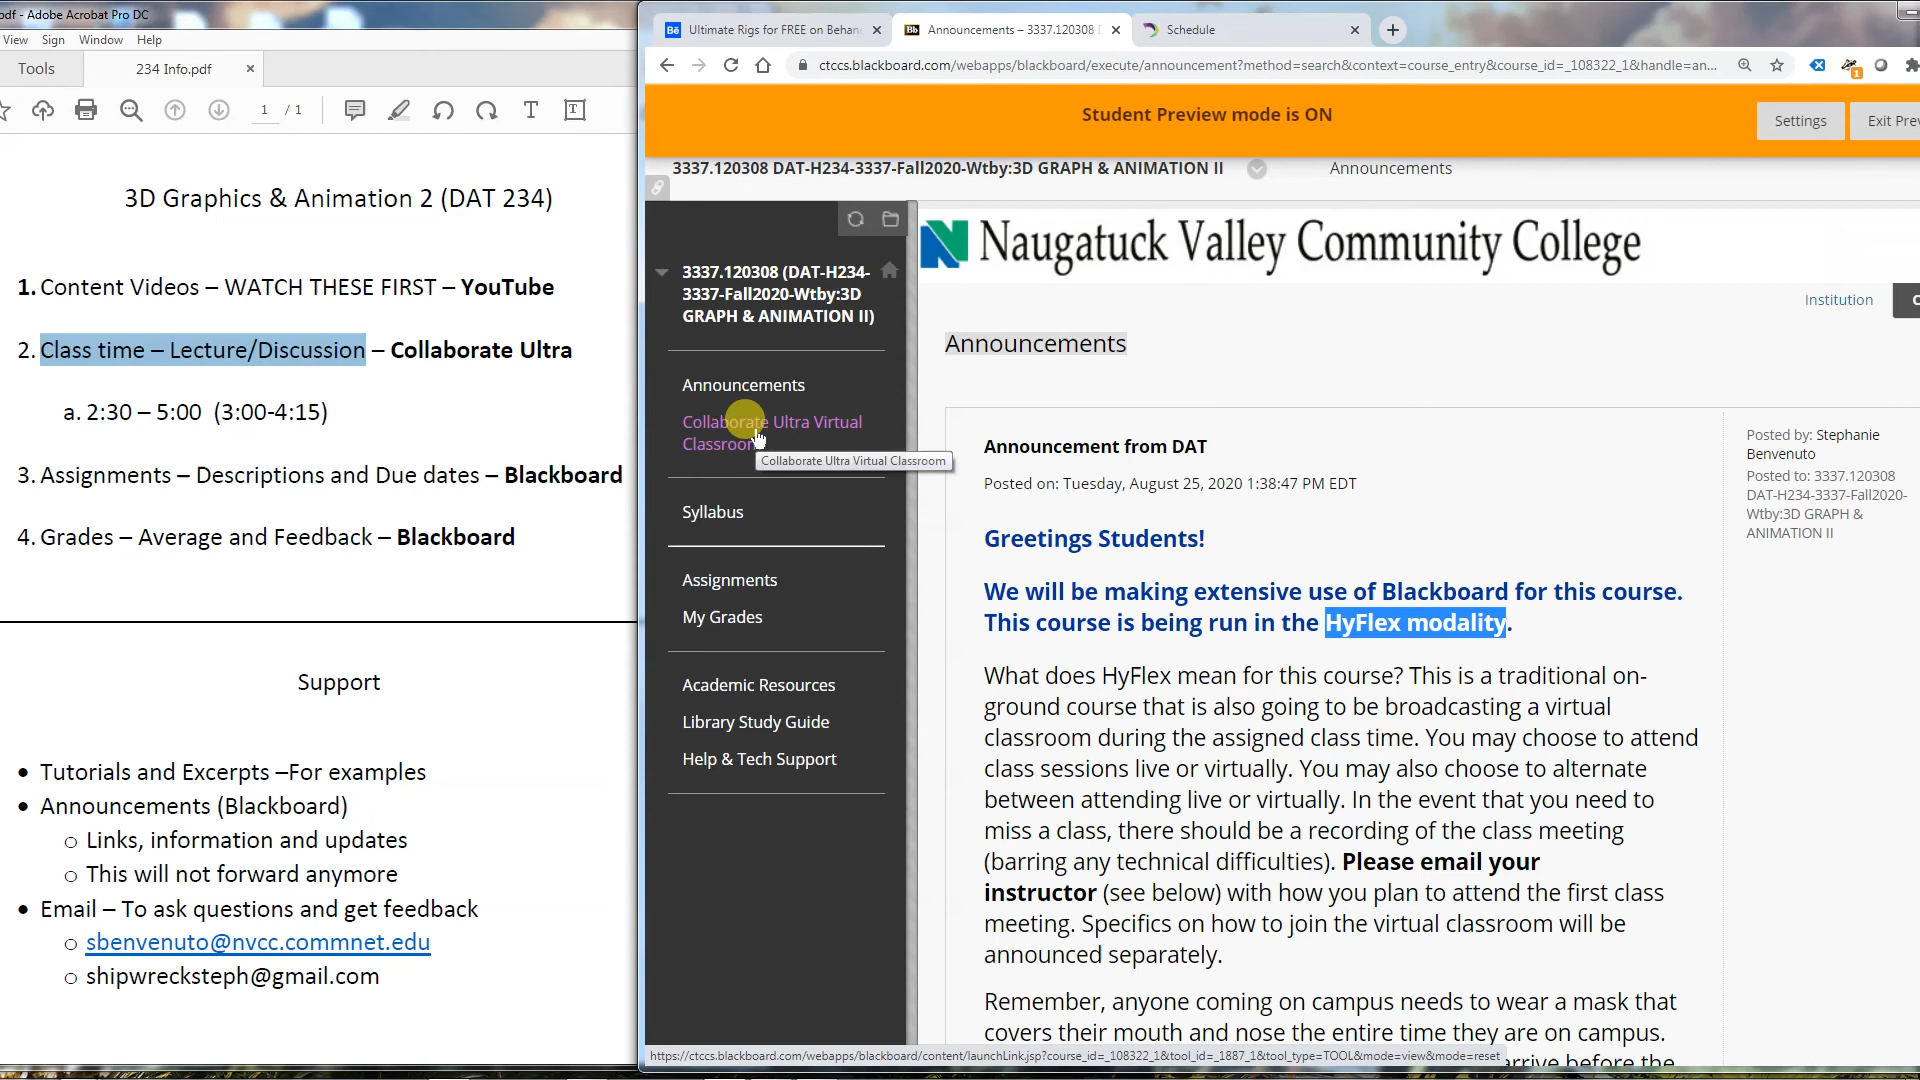 pdf - Adobe Acrobat Pro DC
View Sign Window Help
Tools
234 Info.pdf
1 / 1
3D Graphics & Animation 2 (DAT 234)
1. Content Videos – WATCH THESE FIRST – YouTube
2. Class time – Lecture/Discussion – Collaborate Ultra
a. 2:30 – 5:00 (3:00-4:15)
3. Assignments – Descriptions and Due dates – Blackboard
4. Grades – Average and Feedback – Blackboard
Support
• Tutorials and Excerpts –For examples
• Announcements (Blackboard)
o Links, information and updates
o This will not forward anymore
• Email – To ask questions and get feedback
o sbenvenuto@nvcc.commnet.edu
o shipwrecksteph@gmail.com
Bē Ultimate Rigs for FREE on Behan
Bb Announcements – 3337.120308
Schedule
ctccs.blackboard.com/webapps/blackboard/execute/announcement?method=search&context=course_entry&course_id=_108322_1&handle=an...
1
Student Preview mode is ON
Settings
Exit Pre
3337.120308 DAT-H234-3337-Fall2020-Wtby:3D GRAPH & ANIMATION II
Announcements
3337.120308 (DAT-H234-
3337-Fall2020-Wtby:3D
GRAPH & ANIMATION II)
Announcements
Collaborate Ultra Virtual
Classroom
Collaborate Ultra Virtual Classroom
Syllabus
Assignments
My Grades
Academic Resources
Library Study Guide
Help & Tech Support
Naugatuck Valley Community College
Institution
Announcements
Announcement from DAT
Posted on: Tuesday, August 25, 2020 1:38:47 PM EDT
Greetings Students!
We will be making extensive use of Blackboard for this course.
This course is being run in the HyFlex modality.
What does HyFlex mean for this course? This is a traditional on-
ground course that is also going to be broadcasting a virtual
classroom during the assigned class time. You may choose to attend
class sessions live or virtually. You may also choose to alternate
between attending live or virtually. In the event that you need to
miss a class, there should be a recording of the class meeting
(barring any technical difficulties). Please email your
instructor (see below) with how you plan to attend the first class
meeting. Specifics on how to join the virtual classroom will be
announced separately.
Remember, anyone coming on campus needs to wear a mask that
covers their mouth and nose the entire time they are on campus.
arrive before the
Posted by: Stephanie
Benvenuto
Posted to: 3337.120308
DAT-H234-3337-Fall2020-
Wtby:3D GRAPH &
ANIMATION II
https://ctccs.blackboard.com/webapps/blackboard/content/launchLink.jsp?course_id=_108322_1&tool_id=_1887_1&tool_type=TOOL&mode=view&mode=reset